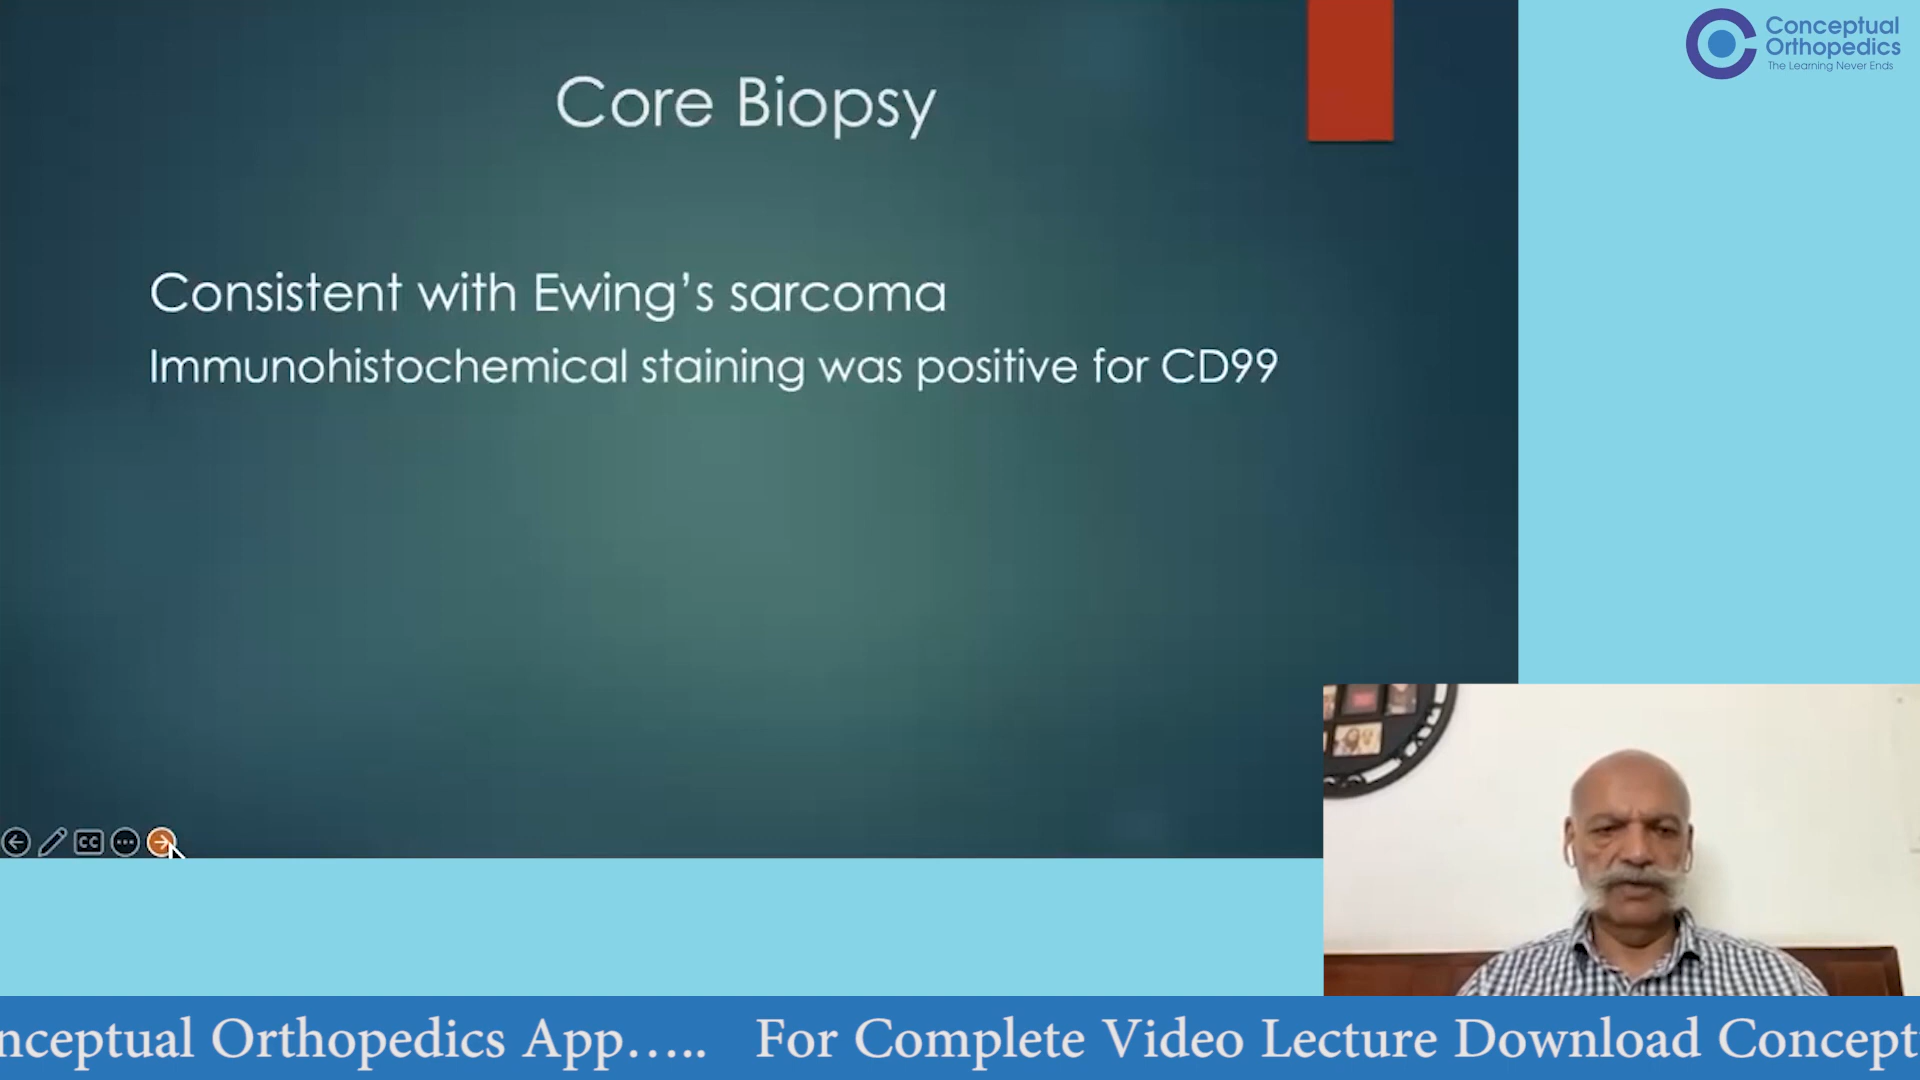 Conceptual
Orthopedics
The Learning Never Ends
Core Biopsy
Consistent with Ewing’s sarcoma
Immunohistochemical staining was positive for CD99
CC
nceptual Orthopedics App..... For Complete Video Lecture Download Concept